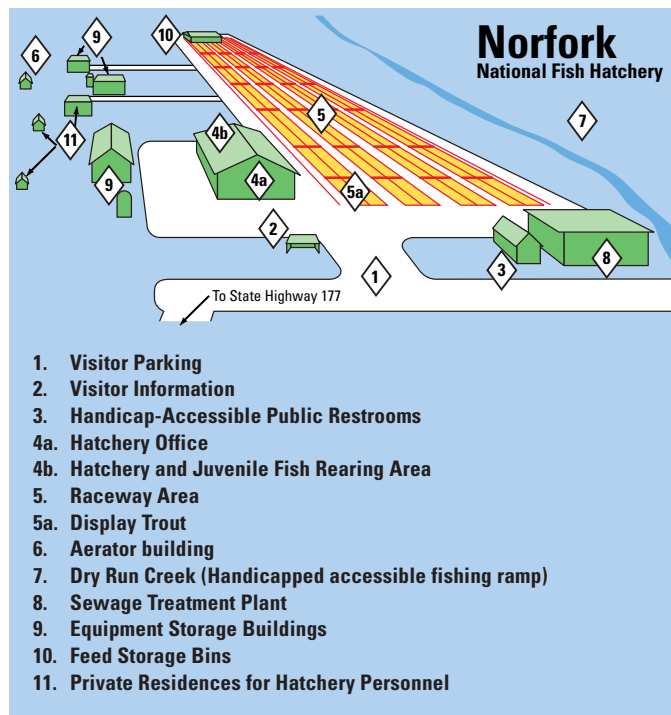 Norfork
National Fish Hatchery
10
9
6
5
7
4b
11
4a
9
5a
2
3
8
1
To State Highway 177
1. Visitor Parking
2. Visitor Information
3. Handicap-Accessible Public Restrooms
4a. Hatchery Office
4b. Hatchery and Juvenile Fish Rearing Area
5. Raceway Area
5a. Display Trout
6. Aerator building
7. Dry Run Creek (Handicapped accessible fishing ramp)
8. Sewage Treatment Plant
9. Equipment Storage Buildings
10. Feed Storage Bins
11. Private Residences for Hatchery Personnel